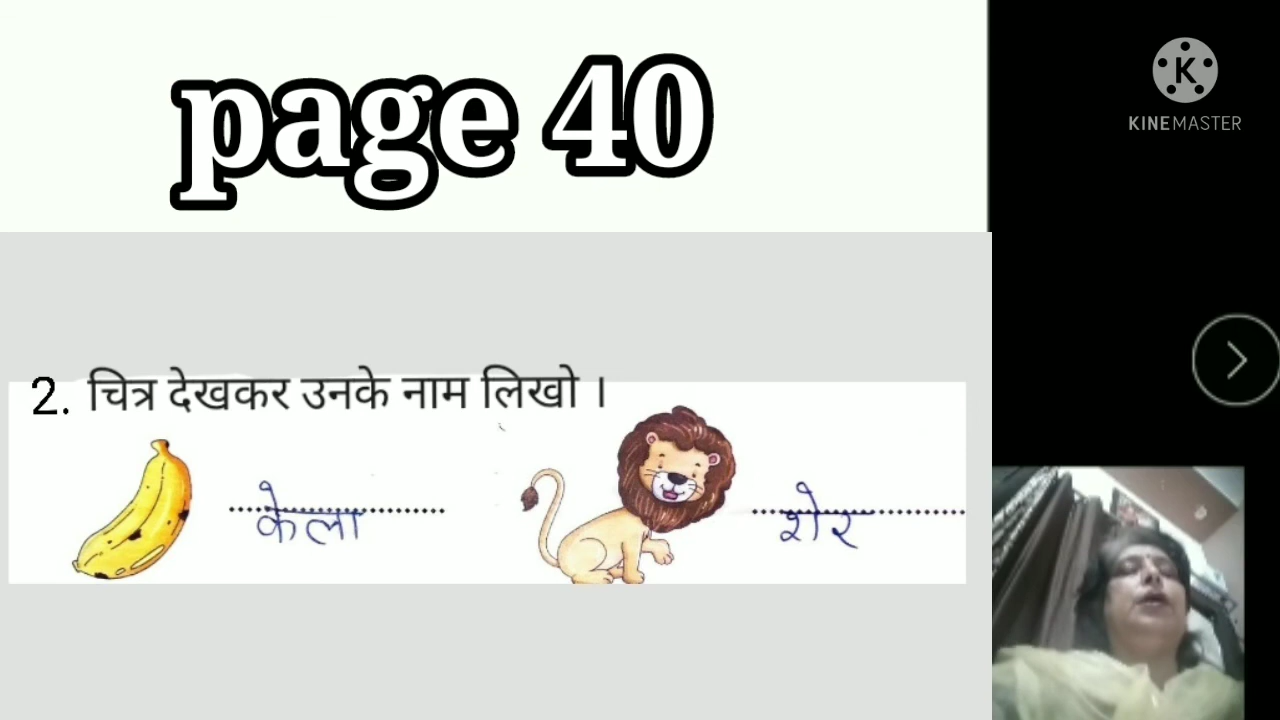 page 40
K
KINEMASTER
2. चित्र देखकर उनके नाम लिखो ।
केला
शेर